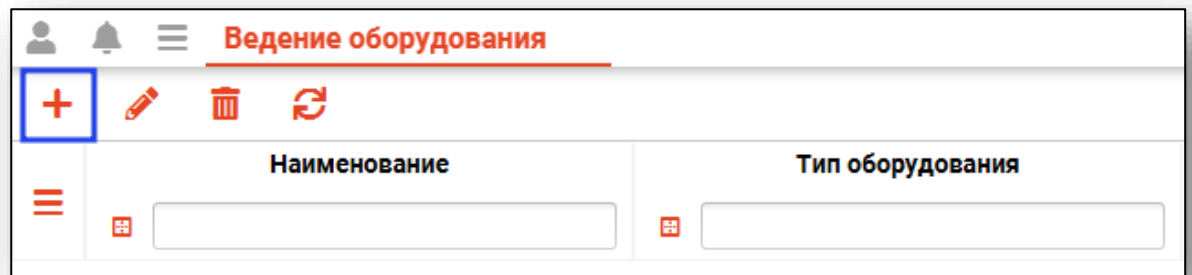 Ведение оборудования
Наименование Тип оборудования